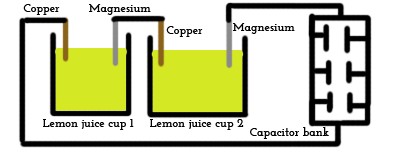 Copper
Magnesium
Copper
Magnesium
Lemon juice cup 1
Lemon juice cup 2
Capacitor bank